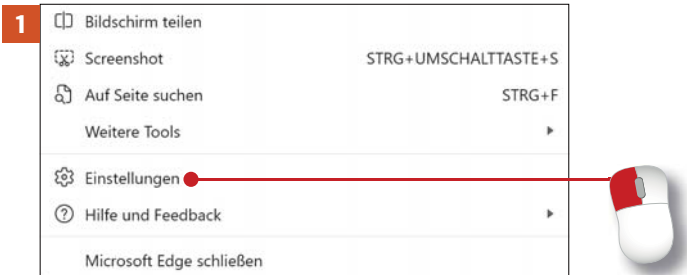 1
Bildschirm teilen
Screenshot STRG+UMSCHALTTASTE+S
Auf Seite suchen STRG+F
Weitere Tools
Einstellungen
Hilfe und Feedback
Microsoft Edge schließen